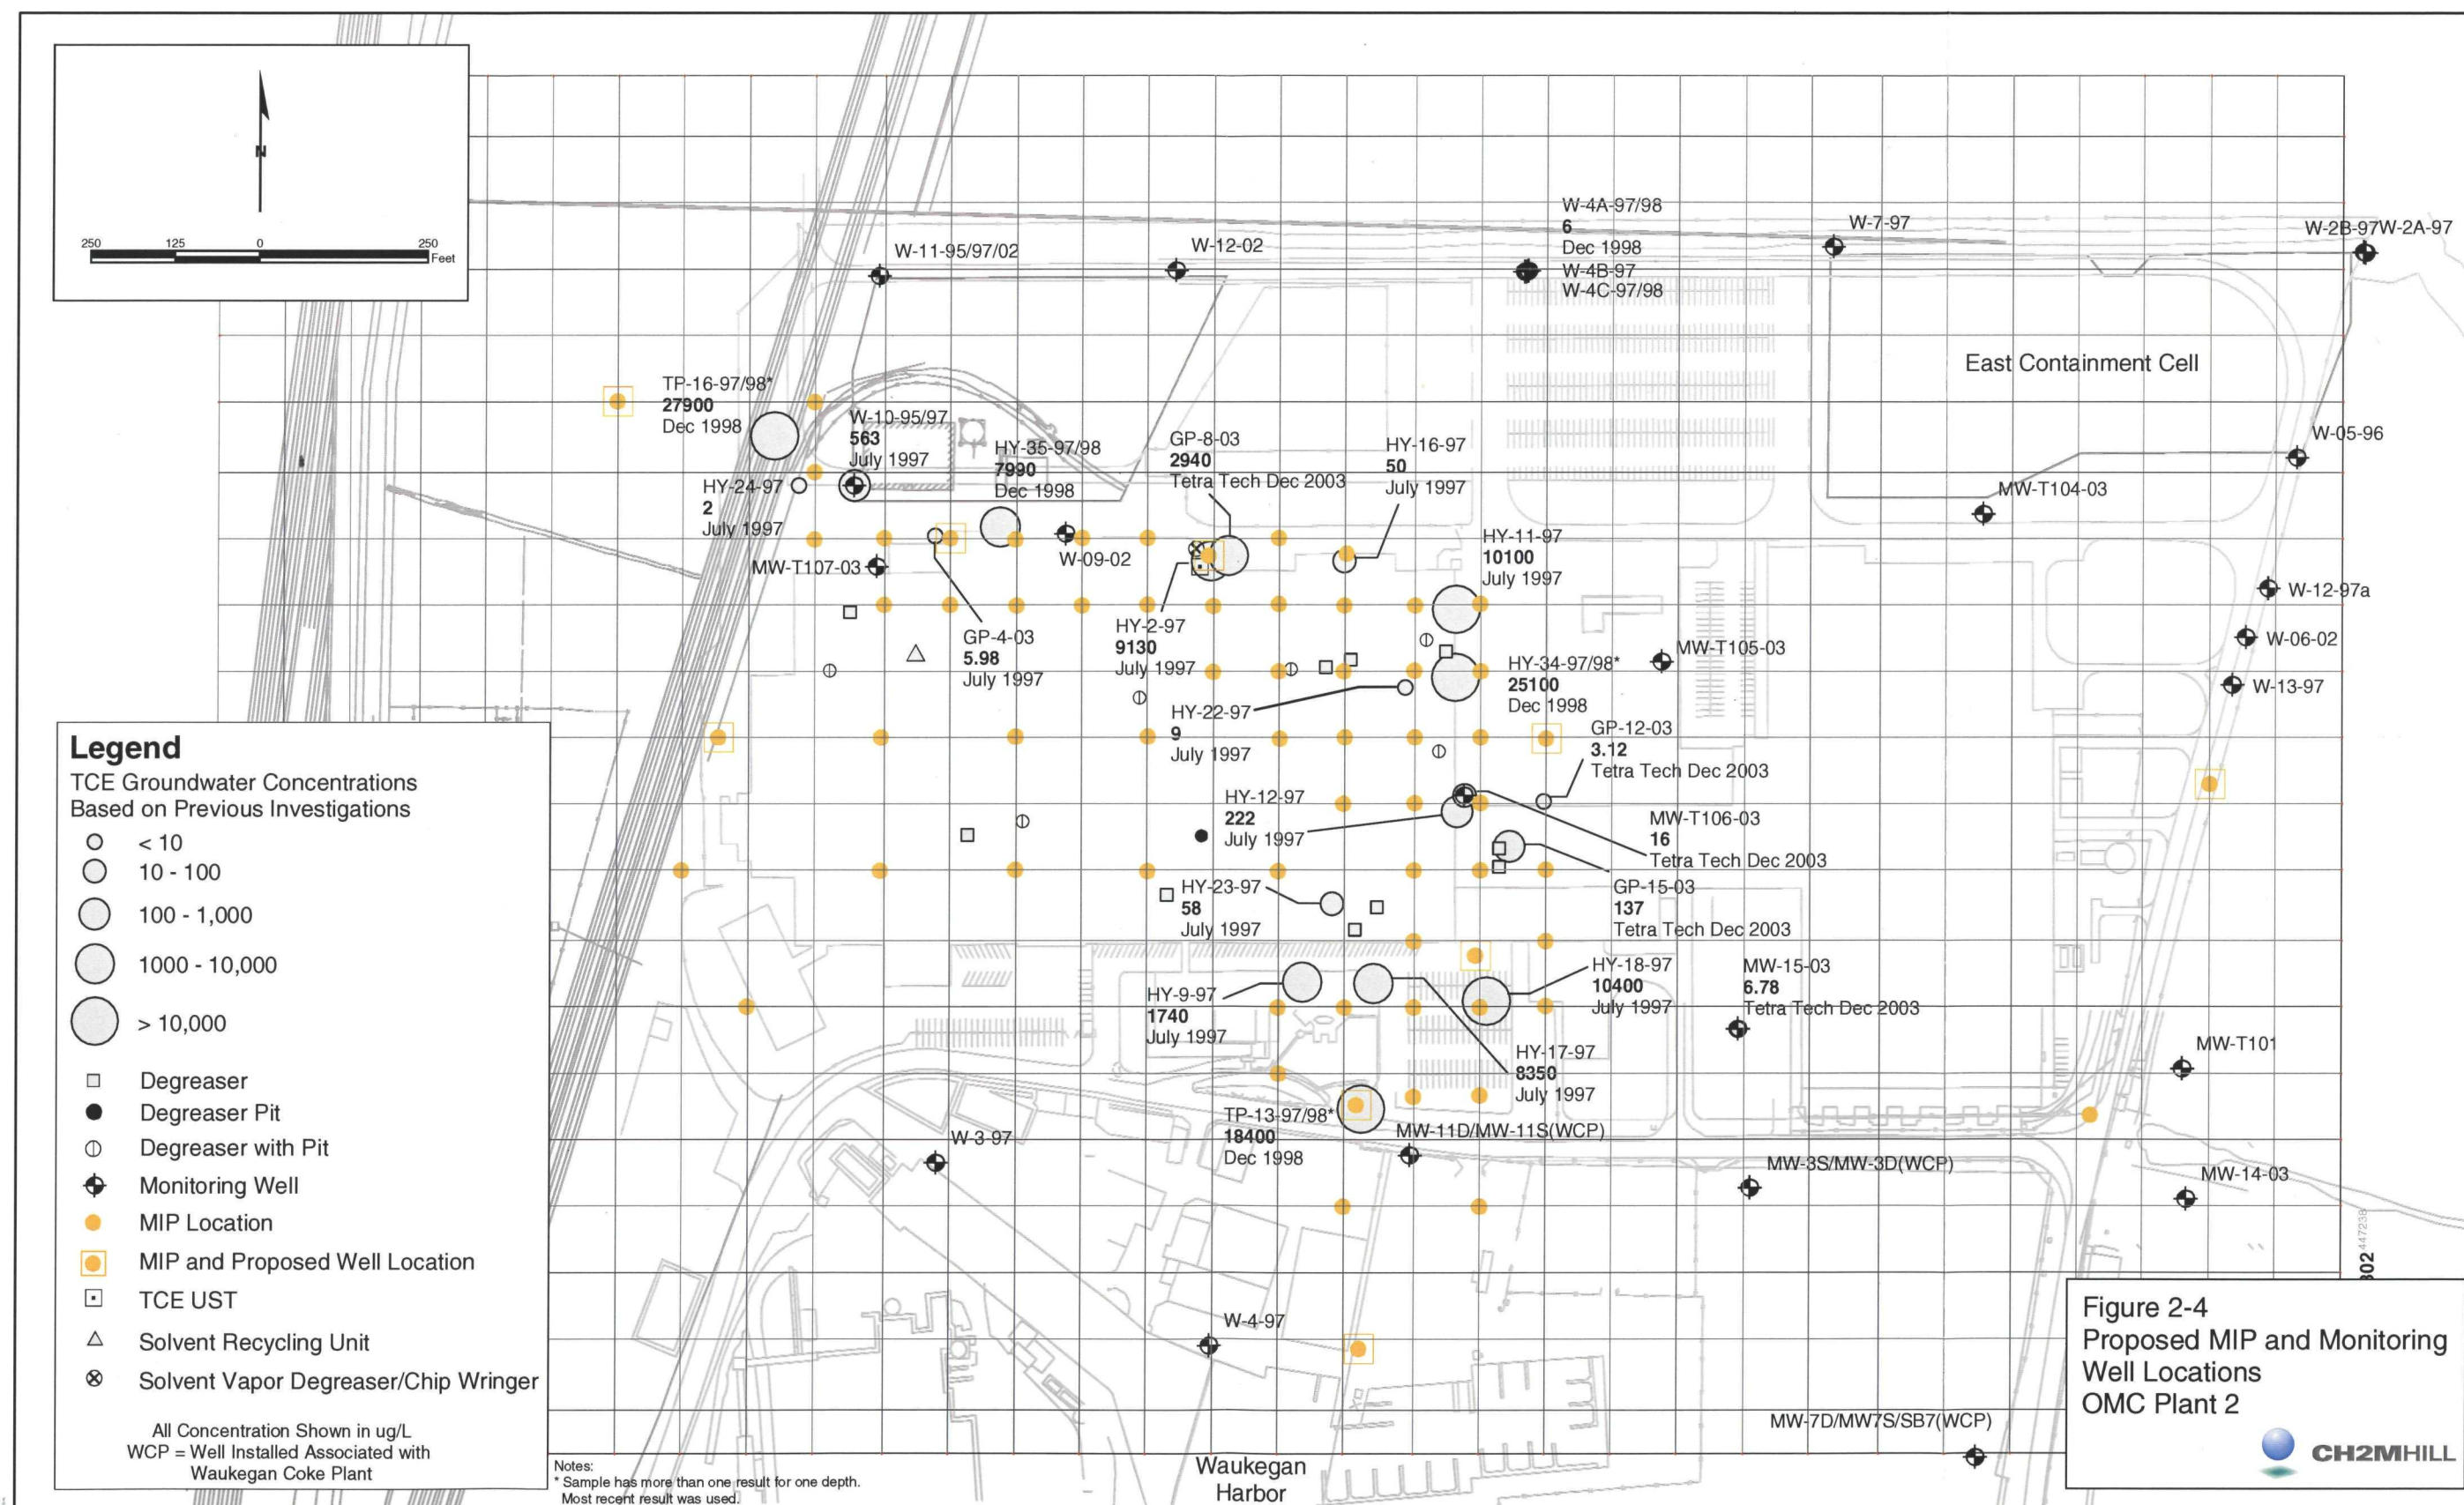 N
250 125 0 250
Feet
W-11-95/97/02
W-12-02
W-4A-97/98
6
Dec 1998
W-4B-97
W-4C-97/98
W-7-97
W-2B-97W-2A-97
East Containment Cell
TP-16-97/98*
27900
Dec 1998
W-10-95/97
563
July 1997
HY-35-97/98
7990
Dec 1998
GP-8-03
2940
Tetra Tech Dec 2003
HY-16-97
50
July 1997
W-05-96
HY-24-97
2
July 1997
MW-T104-03
MW-T107-03
W-09-02
HY-11-97
10100
July 1997
W-12-97a
GP-4-03
5.98
July 1997
HY-2-97
9130
July 1997
HY-34-97/98*
25100
Dec 1998
MW-T105-03
W-06-02
W-13-97
HY-22-97
9
July 1997
GP-12-03
3.12
Tetra Tech Dec 2003
HY-12-97
222
July 1997
MW-T106-03
16
Tetra Tech Dec 2003
HY-23-97
58
July 1997
GP-15-03
137
Tetra Tech Dec 2003
HY-9-97
1740
July 1997
HY-18-97
10400
July 1997
MW-15-03
6.78
Tetra Tech Dec 2003
HY-17-97
8350
July 1997
MW-T101
TP-13-97/98*
18400
Dec 1998
MW-11D/MW-11S(WCP)
W-3-97
MW-3S/MW-3D(WCP)
MW-14-03
W-4-97
MW-7D/MW7S/SB7(WCP)
Waukegan
Harbor
Legend
TCE Groundwater Concentrations
Based on Previous Investigations
< 10
10 - 100
100 - 1,000
1000 - 10,000
> 10,000
Degreaser
Degreaser Pit
Degreaser with Pit
Monitoring Well
MIP Location
MIP and Proposed Well Location
TCE UST
Solvent Recycling Unit
Solvent Vapor Degreaser/Chip Wringer
All Concentration Shown in ug/L
WCP = Well Installed Associated with
Waukegan Coke Plant
Notes:
* Sample has more than one result for one depth.
Most recent result was used.
447238
Figure 2-4
Proposed MIP and Monitoring
Well Locations
OMC Plant 2
CH2MHILL